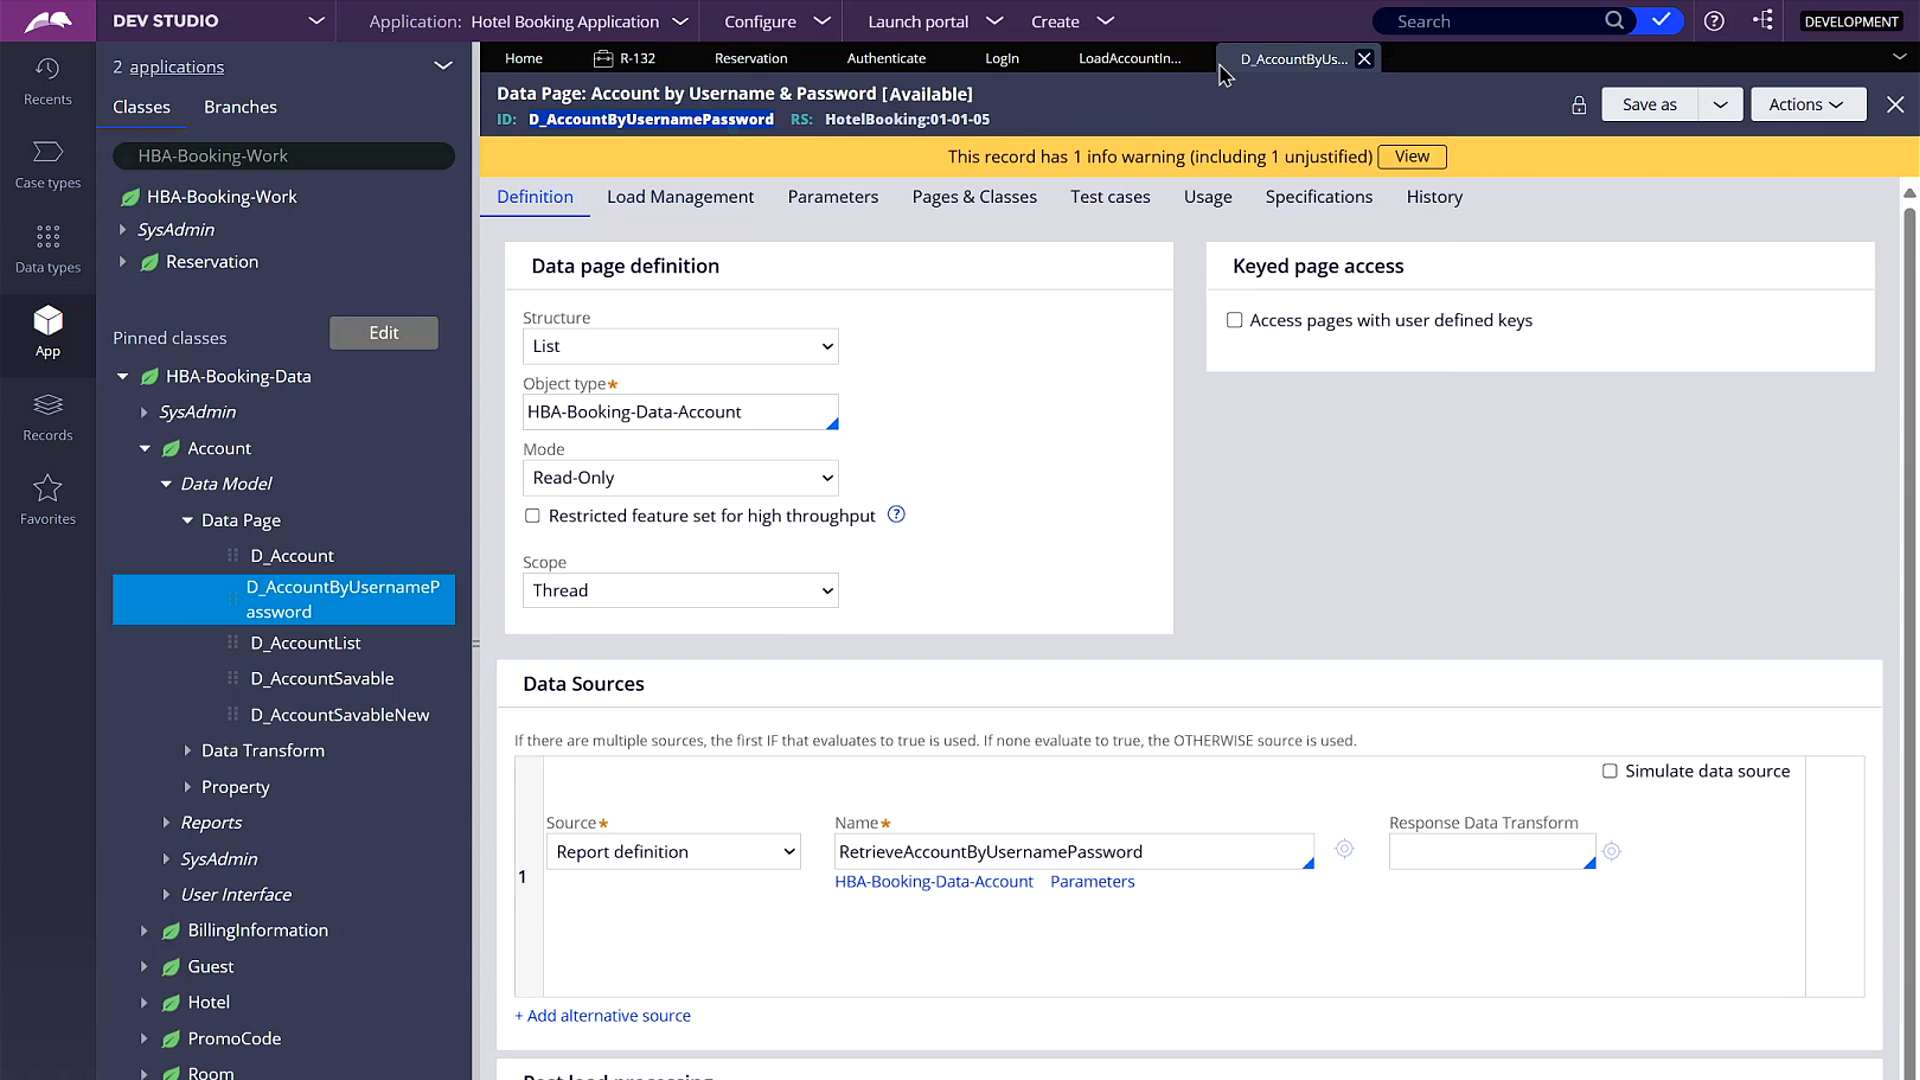 DEV STUDIO
Application: Hotel Booking Application
Configure
Launch portal
Create
Search
DEVELOPMENT
Recents
Case types
Data types
App
Records
Favorites
2 applications
Classes
Branches
HBA-Booking-Work
HBA-Booking-Work
SysAdmin
Reservation
Pinned classes
Edit
HBA-Booking-Data
SysAdmin
Account
Data Model
Data Page
D_Account
D_AccountByUsernameP
assword
D_AccountList
D_AccountSavable
D_AccountSavableNew
Data Transform
Property
Reports
SysAdmin
User Interface
BillingInformation
Guest
Hotel
PromoCode
Room
Home
R-132
Reservation
Authenticate
LogIn
LoadAccountIn...
D_AccountByUs...
Data Page: Account by Username & Password [Available]
ID: D_AccountByUsernamePassword RS: HotelBooking:01-01-05
Save as
Actions
This record has 1 info warning (including 1 unjustified) View
Definition
Load Management
Parameters
Pages & Classes
Test cases
Usage
Specifications
History
Data page definition
Structure
List
Object type*
HBA-Booking-Data-Account
Mode
Read-Only
Restricted feature set for high throughput ?
Scope
Thread
Keyed page access
Access pages with user defined keys
Data Sources
If there are multiple sources, the first IF that evaluates to true is used. If none evaluate to true, the OTHERWISE source is used.
Simulate data source
1
Source*
Report definition
Name*
RetrieveAccountByUsernamePassword
HBA-Booking-Data-Account Parameters
Response Data Transform
+ Add alternative source
Post load processing